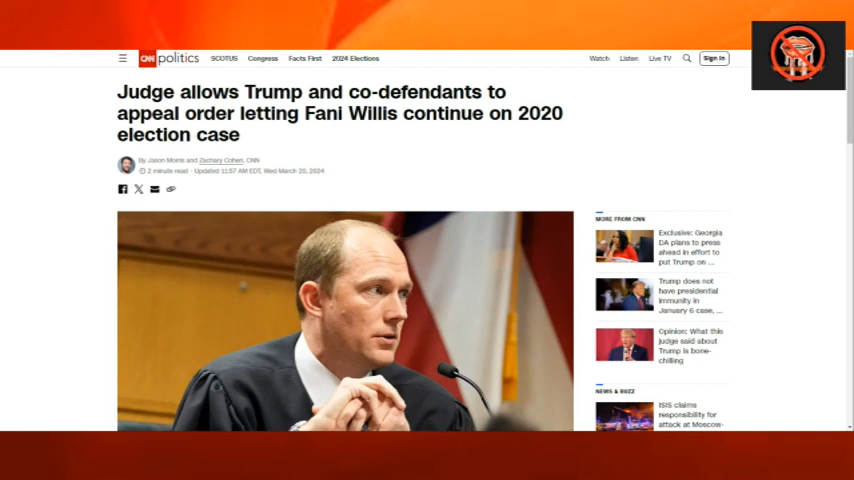 CNN politics SCOTUS Congress Facts First 2024 Elections Watch Listen Live TV Sign in
Judge allows Trump and co-defendants to
appeal order letting Fani Willis continue on 2020
election case
By Jason Morris and Zachary Cohen, CNN
2 minute read · Updated 11:57 AM EDT, Wed March 20, 2024
MORE FROM CNN
Exclusive: Georgia
DA plans to press
ahead in effort to
put Trump on ...
Trump does not
have presidential
immunity in
January 6 case, ...
Opinion: What this
judge said about
Trump is bone-
chilling
NEWS & BUZZ
ISIS claims
responsibility for
attack at Moscow-